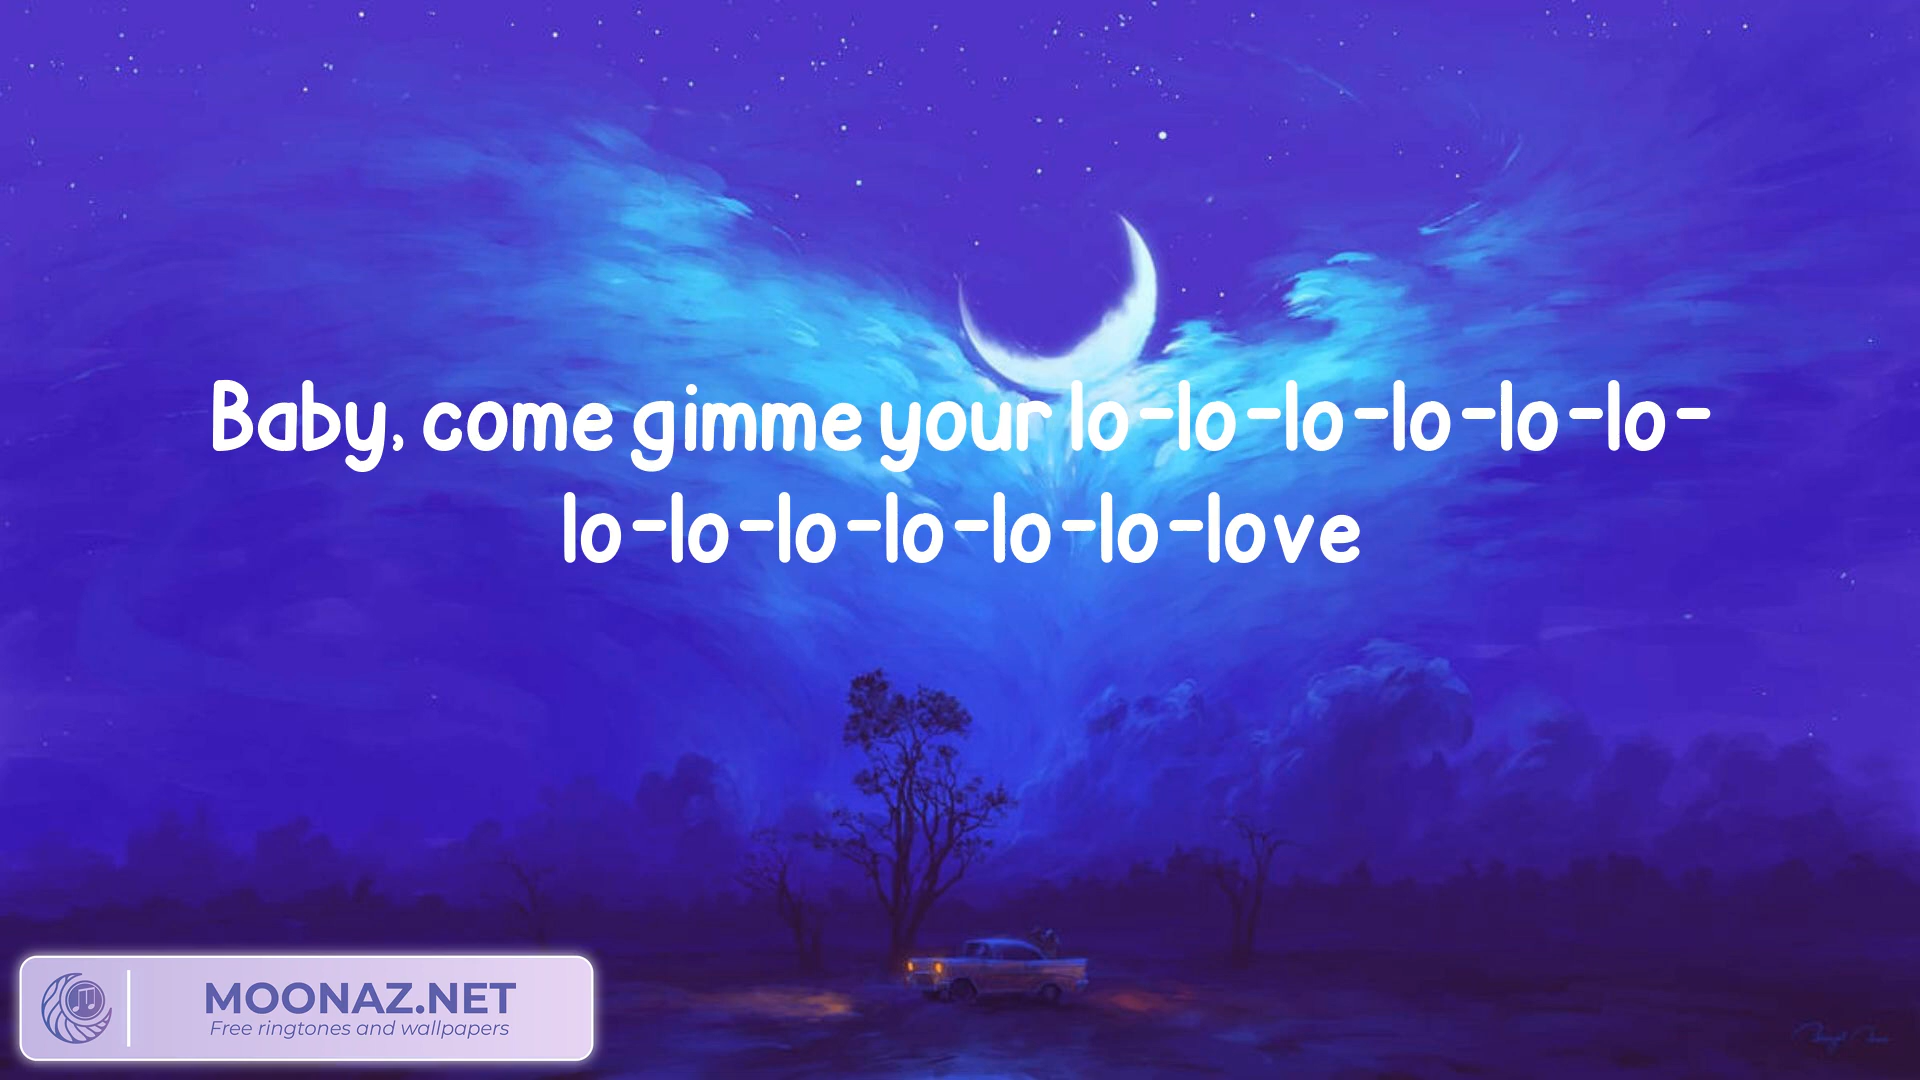 Baby, come gimme your lo-lo-lo-lo-lo-lo-
lo-lo-lo-lo-lo-lo-love
MOONAZ.NET
Free ringtones and wallpapers